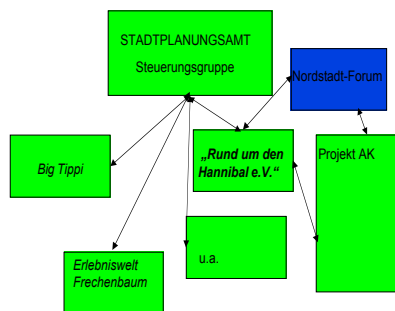 STADTPLANUNGSAMT
Steuerungsgruppe
Nordstadt-Forum
Big Tippi
„Rund um den
Hannibal e.V.“
Projekt AK
Erlebniswelt
Frechenbaum
u.a.